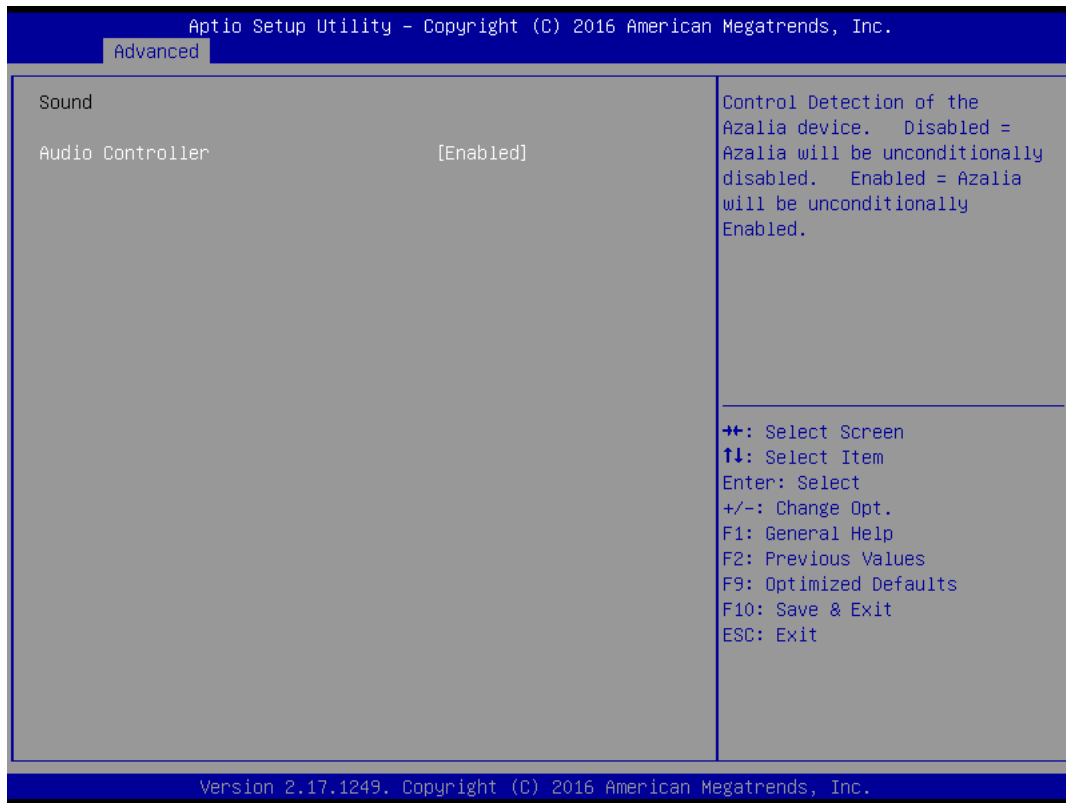 Aptio Setup Utility – Copyright (C) 2016 American Megatrends, Inc.
Advanced
Sound
Audio Controller [Enabled]
Control Detection of the
Azalia device. Disabled =
Azalia will be unconditionally
disabled. Enabled = Azalia
will be unconditionally
Enabled.
→←: Select Screen
↑↓: Select Item
Enter: Select
+/-: Change Opt.
F1: General Help
F2: Previous Values
F9: Optimized Defaults
F10: Save & Exit
ESC: Exit
Version 2.17.1249. Copyright (C) 2016 American Megatrends, Inc.